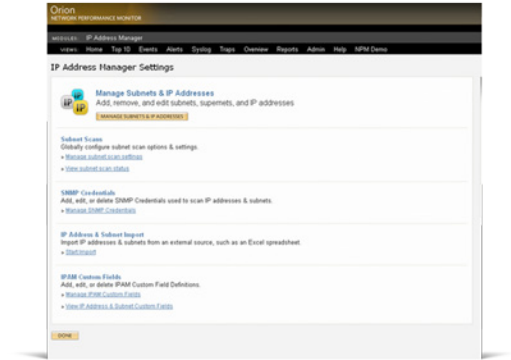 Orion
NETWORK PERFORMANCE MONITOR
MODULES: IP Address Manager
VIEWS: Home Top 10 Events Alerts Syslog Traps Overview Reports Admin Help NPM Demo
IP Address Manager Settings
IP IP IP
Manage Subnets & IP Addresses
Add, remove, and edit subnets, supernets, and IP addresses
MANAGE SUBNETS & IP ADDRESSES
Subnet Scans
Globally configure subnet scan options & settings.
» Manage subnet scan settings
» View subnet scan status
SNMP Credentials
Add, edit, or delete SNMP Credentials used to scan IP addresses & subnets.
» Manage SNMP Credentials
IP Address & Subnet Import
Import IP addresses & subnets from an external source, such as an Excel spreadsheet.
» Start Import
IPAM Custom Fields
Add, edit, or delete IPAM Custom Field Definitions.
» Manage IPAM Custom Fields
» View IP Address & Subnet Custom Fields
DONE